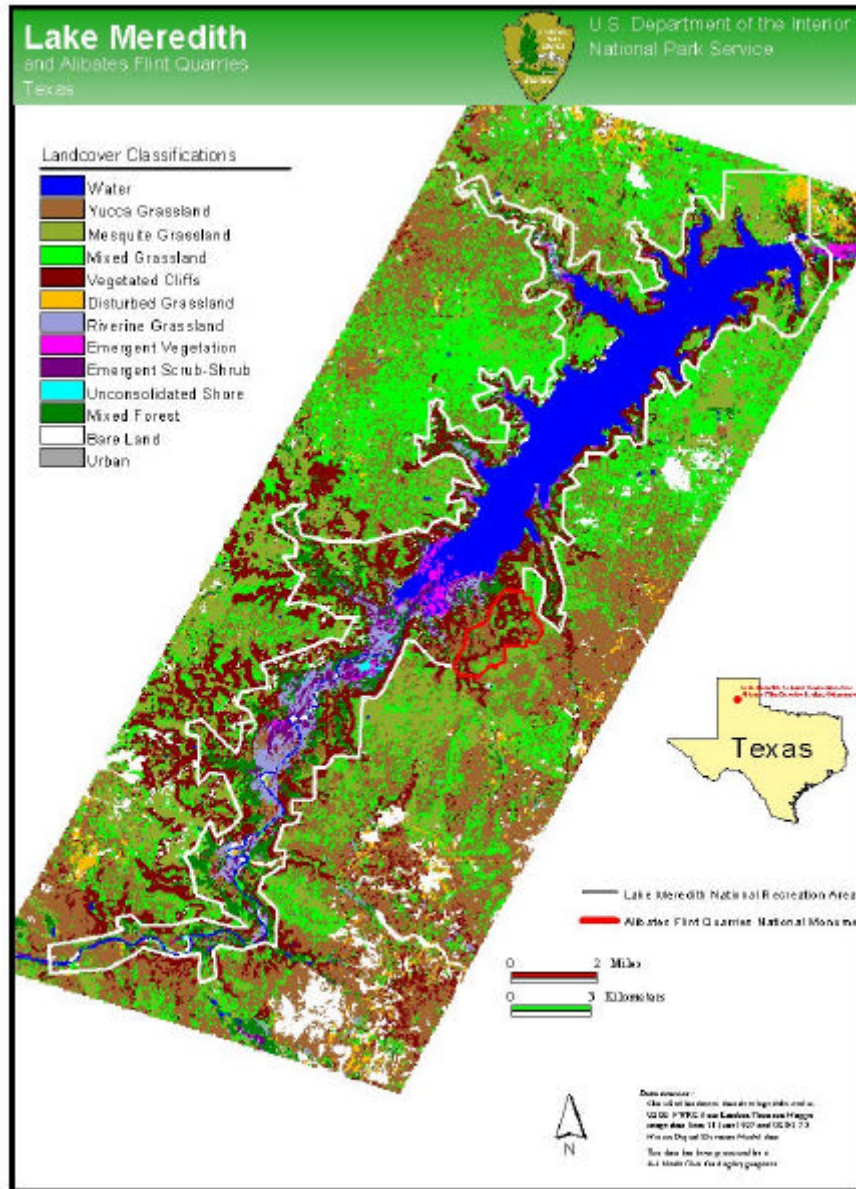 Lake Meredith
and Alibates Flint Quarries
Texas
U.S. Department of the Interior
National Park Service
Landcover Classifications
Water
Yucca Grassland
Mesquite Grassland
Mixed Grassland
Vegetated Cliffs
Disturbed Grassland
Riverine Grassland
Emergent Vegetation
Emergent Scrub-Shrub
Unconsolidated Shore
Mixed Forest
Bare Land
Urban
Texas
Lake Meredith National Recreation Area
Alibates Flint Quarries National Monume
0 2 Miles
0 3 Kilometers
N